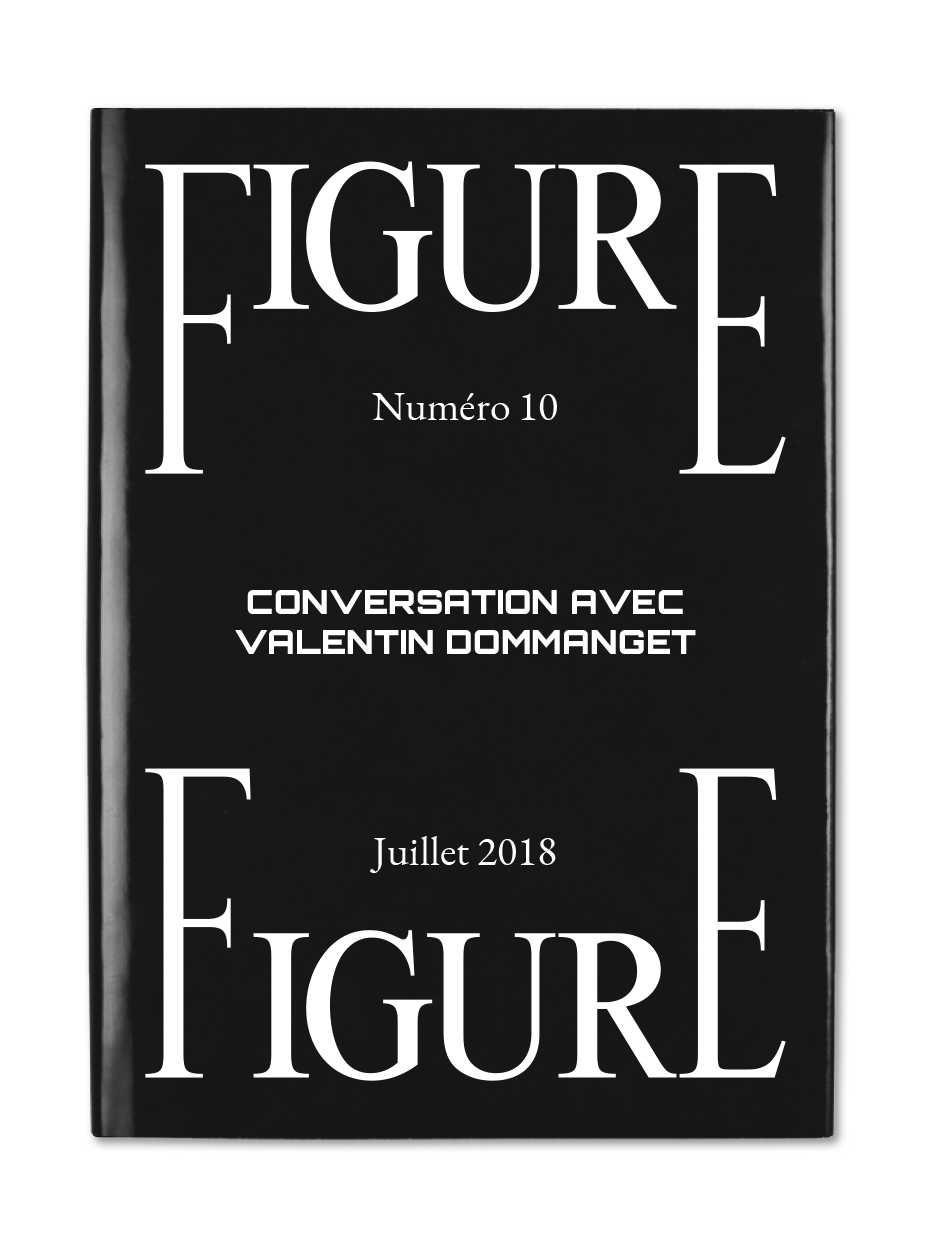 FIGURE
Numéro 10
CONVERSATION AVEC
VALENTIN DOMMANGET
Juillet 2018
FIGURE